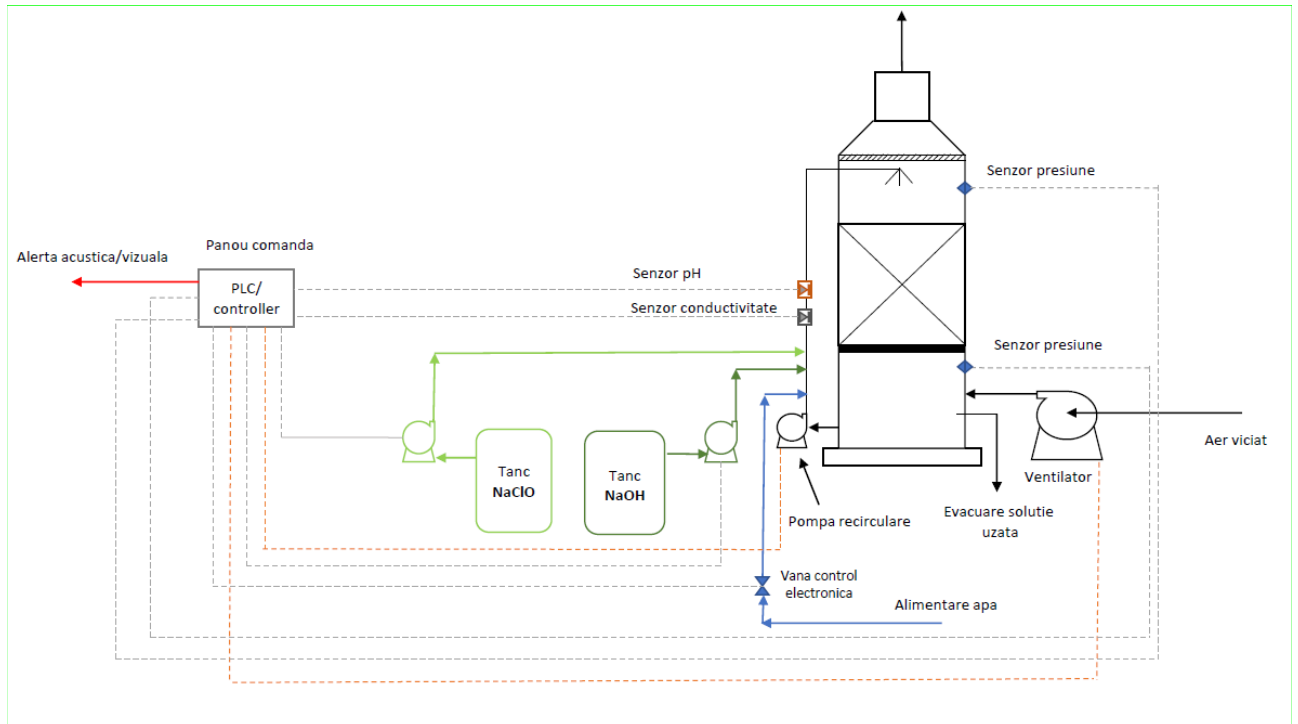 Senzor presiune
Panou comanda
Alerta acustica/vizuala
PLC/
controller
Senzor pH
Senzor conductivitate
Senzor presiune
Aer viciat
Tanc
NaClO
Tanc
NaOH
Ventilator
Pompa recirculare
Evacuare solutie
uzata
Vana control
electronica
Alimentare apa